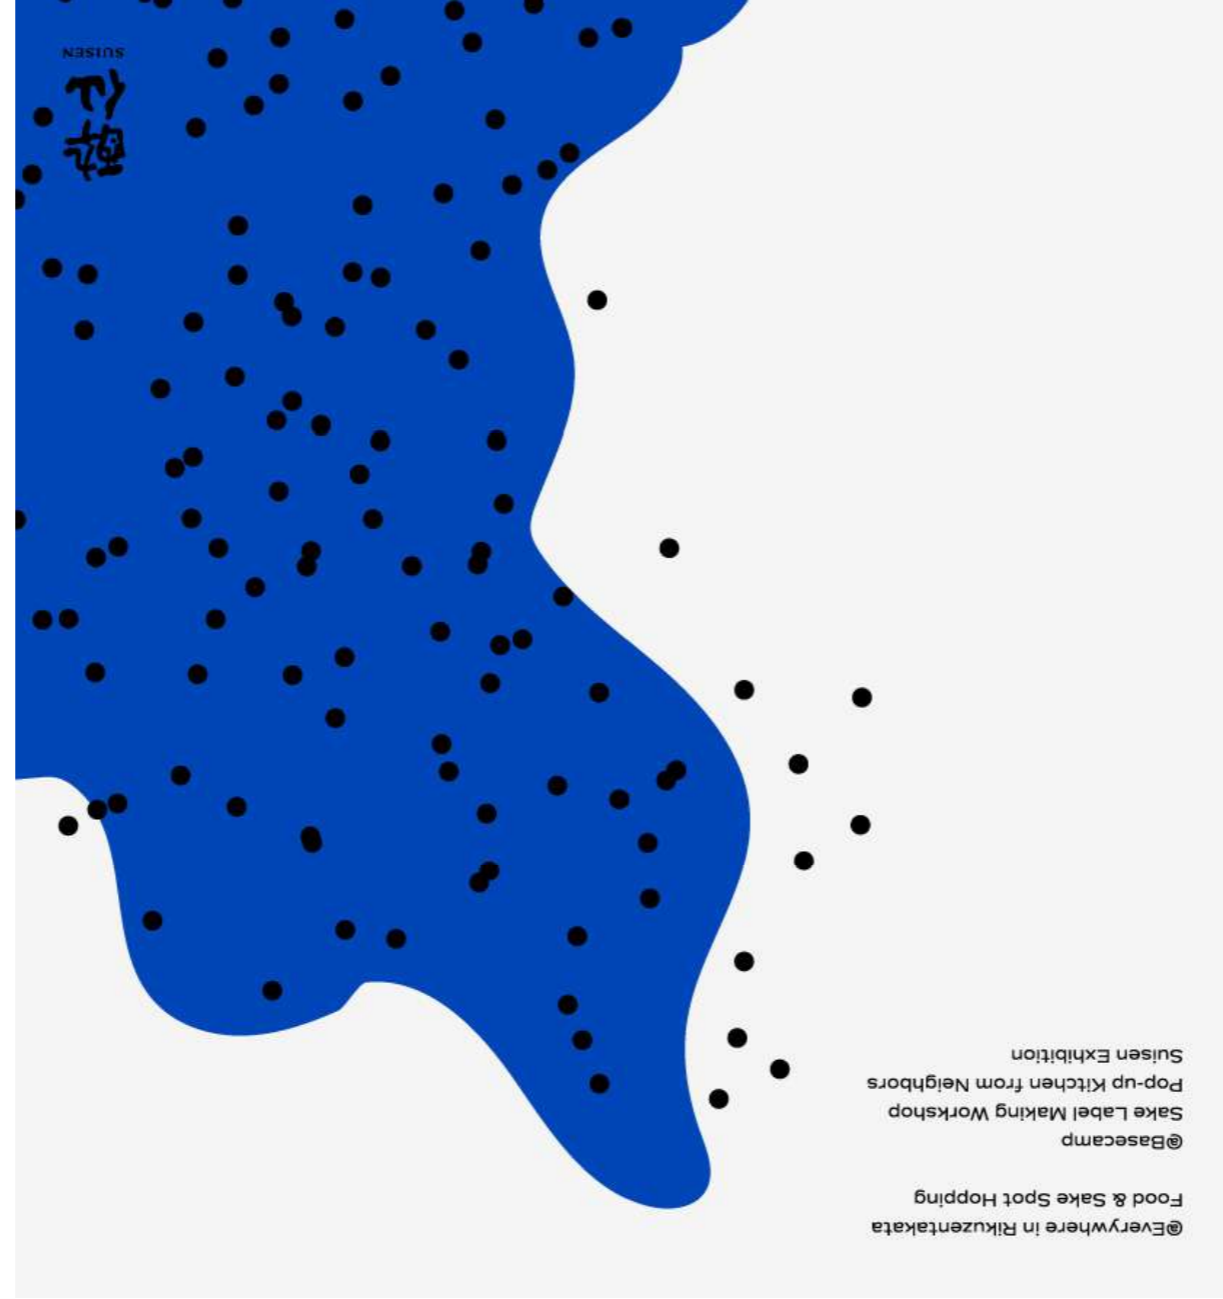 @Everywhere in Rikuzentakata
Food & Sake Spot Hopping
@Basecamp
Sake Label Making Workshop
Pop-up Kitchen from Neighbors
Suisen Exhibition
酔仙
SUISEN